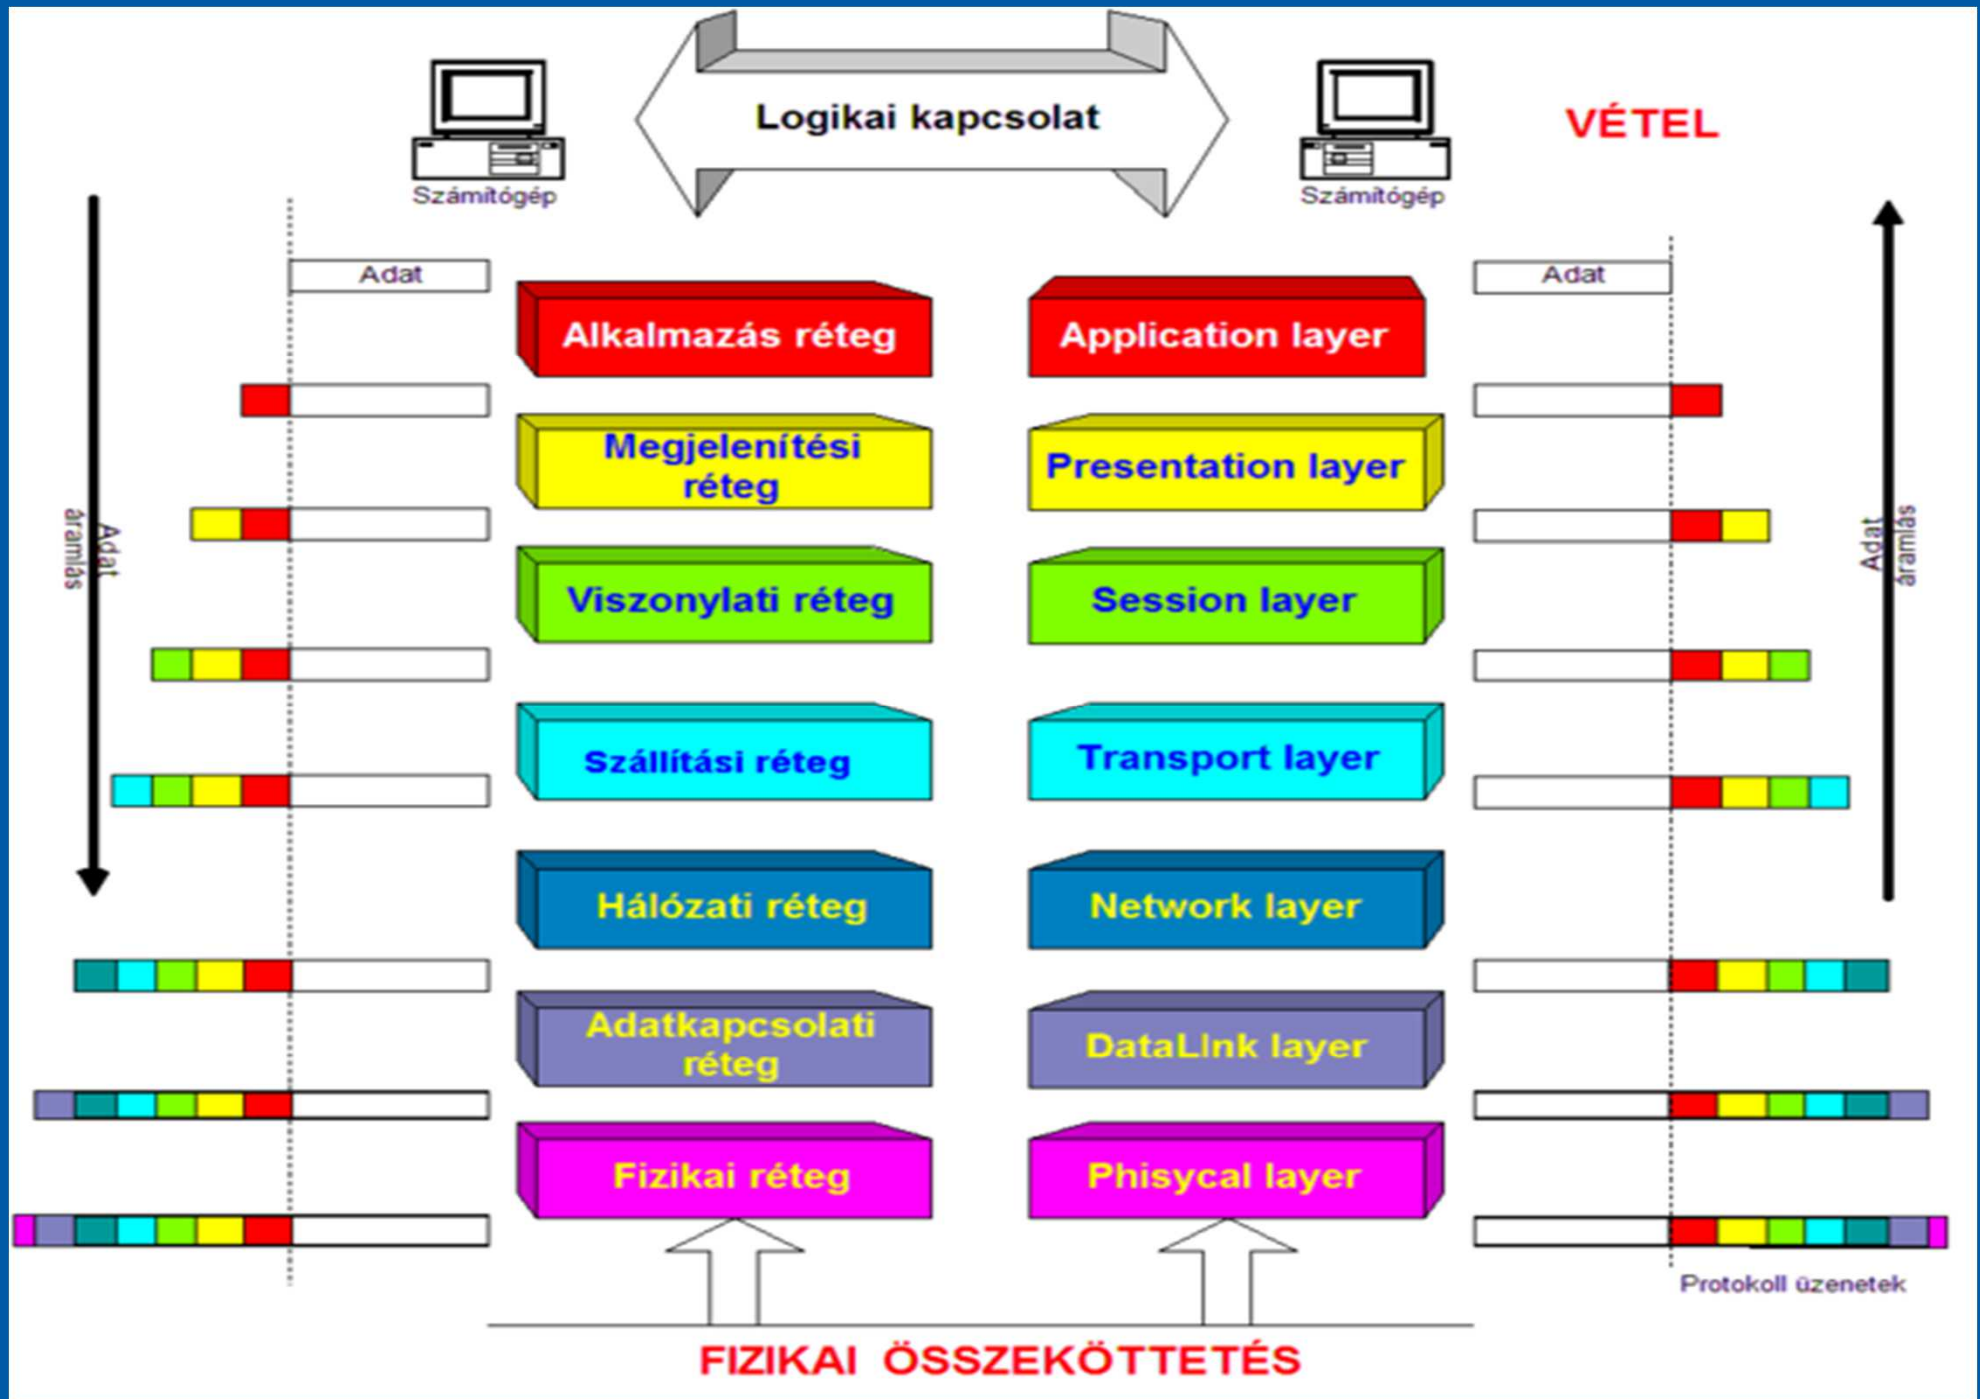 Logikai kapcsolat
VÉTEL
Számítógép
Számítógép
Adat
Adat
Alkalmazás réteg
Application layer
Megjelenítési
réteg
Presentation layer
Adat
áramlás
Adat
áramlás
Viszonylati réteg
Session layer
Szállítási réteg
Transport layer
Hálózati réteg
Network layer
Adatkapcsolati
réteg
DataLInk layer
Fizikai réteg
Phisycal layer
Protokoll üzenetek
FIZIKAI ÖSSZEKÖTTETÉS